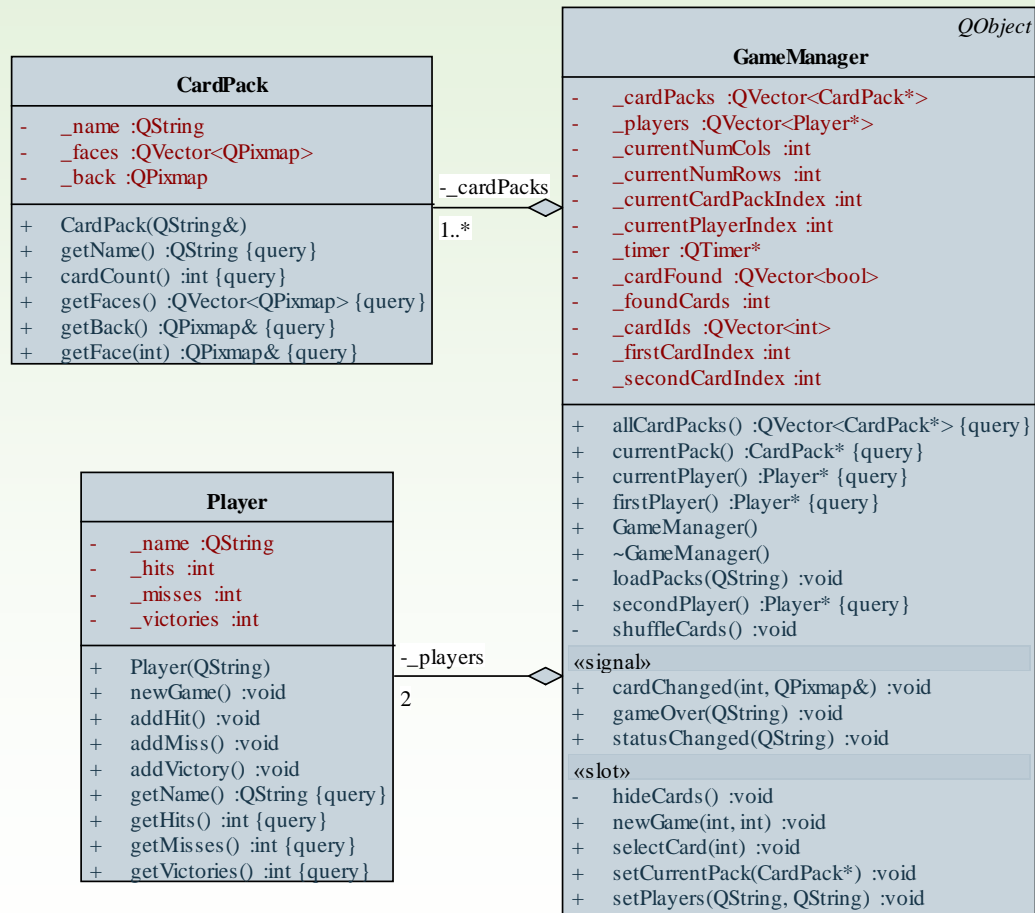 CardPack
- _name :QString
- _faces :QVector<QPixmap>
- _back :QPixmap
+ CardPack(QString&)
+ getName() :QString {query}
+ cardCount() :int {query}
+ getFaces() :QVector<QPixmap> {query}
+ getBack() :QPixmap& {query}
+ getFace(int) :QPixmap& {query}
-_cardPacks
1..*
Player
- _name :QString
- _hits :int
- _misses :int
- _victories :int
+ Player(QString)
+ newGame() :void
+ addHit() :void
+ addMiss() :void
+ addVictory() :void
+ getName() :QString {query}
+ getHits() :int {query}
+ getMisses() :int {query}
+ getVictories() :int {query}
-_players
2
QObject
GameManager
- _cardPacks :QVector<CardPack*>
- _players :QVector<Player*>
- _currentNumCols :int
- _currentNumRows :int
- _currentCardPackIndex :int
- _currentPlayerIndex :int
- _timer :QTimer*
- _cardFound :QVector<bool>
- _foundCards :int
- _cardIds :QVector<int>
- _firstCardIndex :int
- _secondCardIndex :int
+ allCardPacks() :QVector<CardPack*> {query}
+ currentPack() :CardPack* {query}
+ currentPlayer() :Player* {query}
+ firstPlayer() :Player* {query}
+ GameManager()
+ ~GameManager()
- loadPacks(QString) :void
+ secondPlayer() :Player* {query}
- shuffleCards() :void
«signal»
+ cardChanged(int, QPixmap&) :void
+ gameOver(QString) :void
+ statusChanged(QString) :void
«slot»
- hideCards() :void
+ newGame(int, int) :void
+ selectCard(int) :void
+ setCurrentPack(CardPack*) :void
+ setPlayers(QString, QString) :void